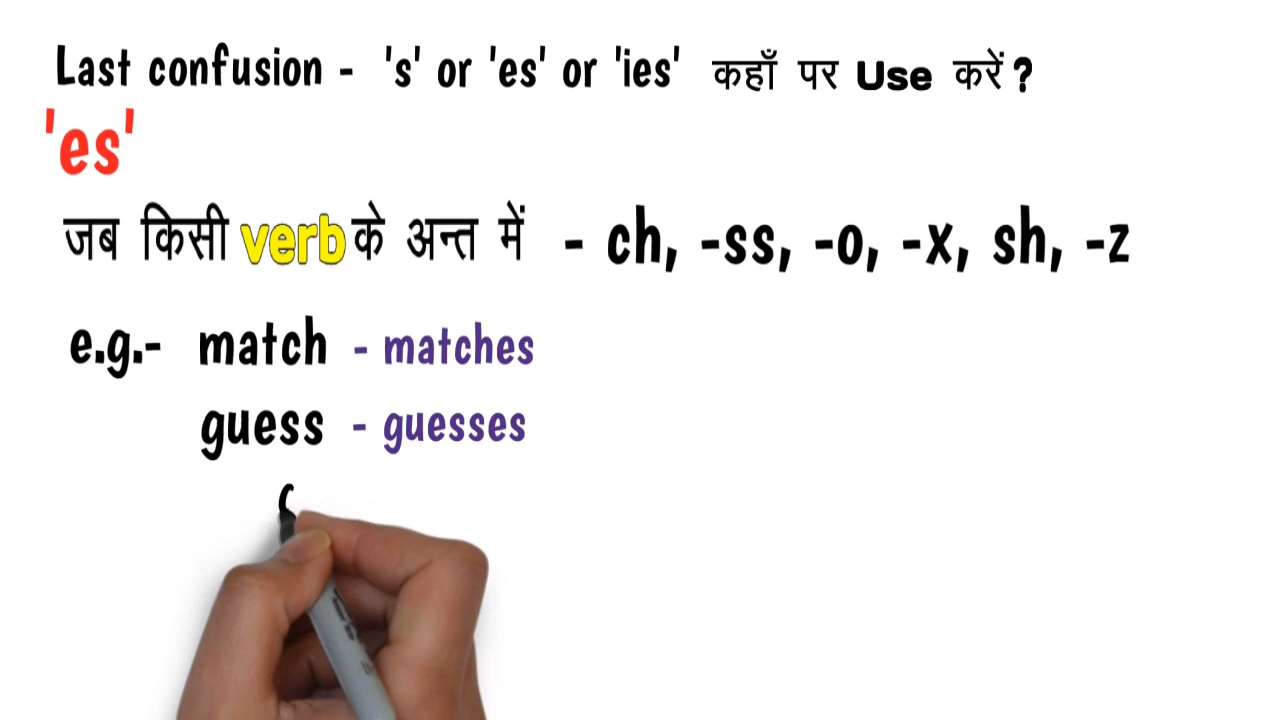 Last confusion - 's' or 'es' or 'ies' कहाँ पर Use करें ?
'es'
जब किसी verb के अन्त में - ch, -ss, -o, -x, sh, -z
e.g.- match - matches
guess - guesses